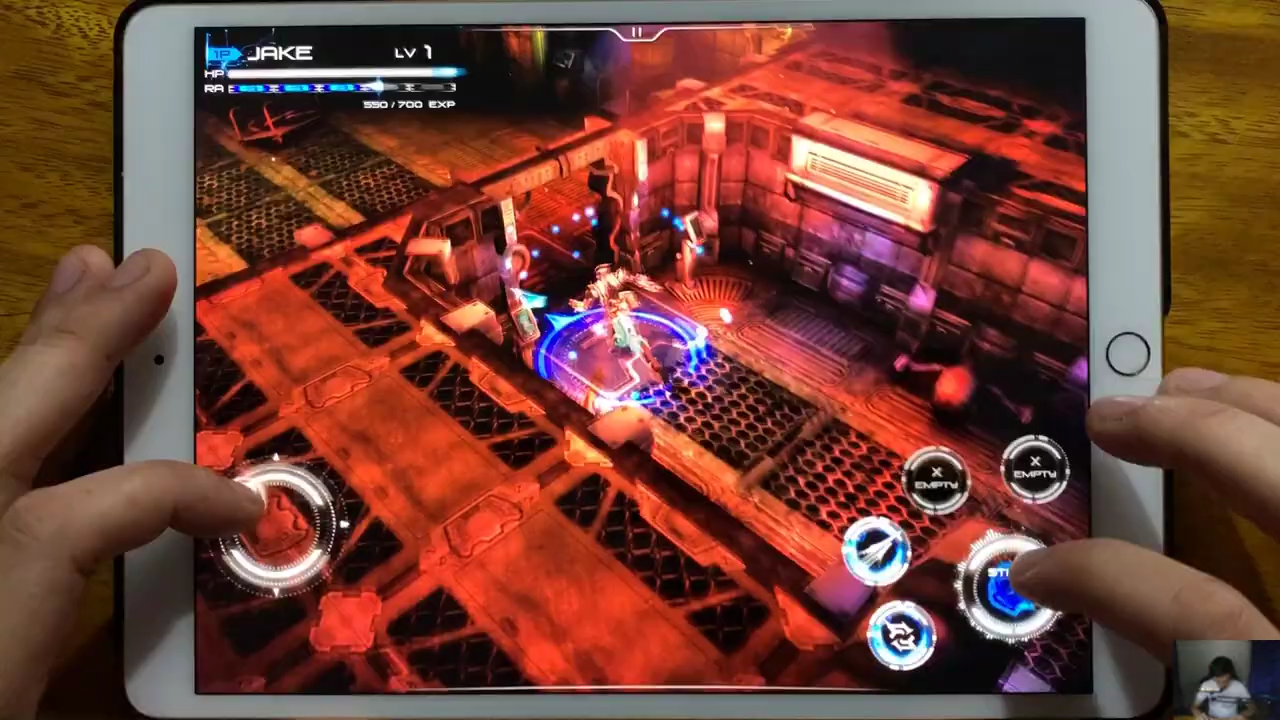 1P JAKE LV 1
HP
RA
550 / 700 EXP
X
EMPTY
X
EMPTY